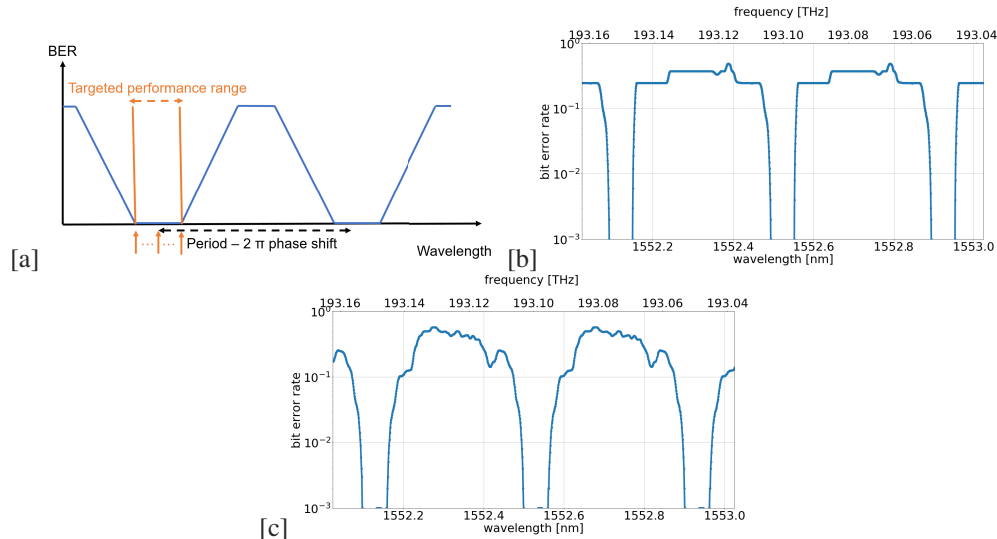 BER
Targeted performance range
Period – 2 π phase shift
Wavelength
[a]
frequency [THz]
193.16 193.14 193.12 193.10 193.08 193.06 193.04
10⁰
10⁻¹
10⁻²
10⁻³
bit error rate
1552.2 1552.4 1552.6 1552.8 1553.0
wavelength [nm]
[b]
frequency [THz]
193.16 193.14 193.12 193.10 193.08 193.06 193.04
10⁰
10⁻¹
10⁻²
10⁻³
bit error rate
1552.2 1552.4 1552.6 1552.8 1553.0
wavelength [nm]
[c]